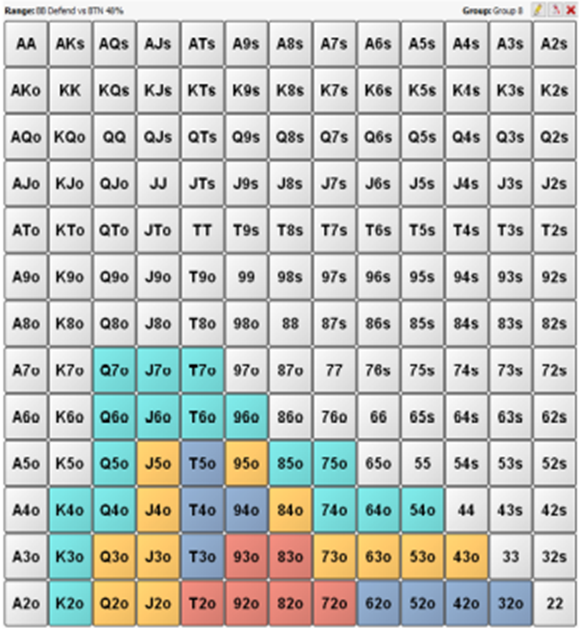 Range: BB Defend vs BTN 48% Group: Group 8
AA AKs AQs AJs ATs A9s A8s A7s A6s A5s A4s A3s A2s
AKo KK KQs KJs KTs K9s K8s K7s K6s K5s K4s K3s K2s
AQo KQo QQ QJs QTs Q9s Q8s Q7s Q6s Q5s Q4s Q3s Q2s
AJo KJo QJo JJ JTs J9s J8s J7s J6s J5s J4s J3s J2s
ATo KTo QTo JTo TT T9s T8s T7s T6s T5s T4s T3s T2s
A9o K9o Q9o J9o T9o 99 98s 97s 96s 95s 94s 93s 92s
A8o K8o Q8o J8o T8o 98o 88 87s 86s 85s 84s 83s 82s
A7o K7o Q7o J7o T7o 97o 87o 77 76s 75s 74s 73s 72s
A6o K6o Q6o J6o T6o 96o 86o 76o 66 65s 64s 63s 62s
A5o K5o Q5o J5o T5o 95o 85o 75o 65o 55 54s 53s 52s
A4o K4o Q4o J4o T4o 94o 84o 74o 64o 54o 44 43s 42s
A3o K3o Q3o J3o T3o 93o 83o 73o 63o 53o 43o 33 32s
A2o K2o Q2o J2o T2o 92o 82o 72o 62o 52o 42o 32o 22